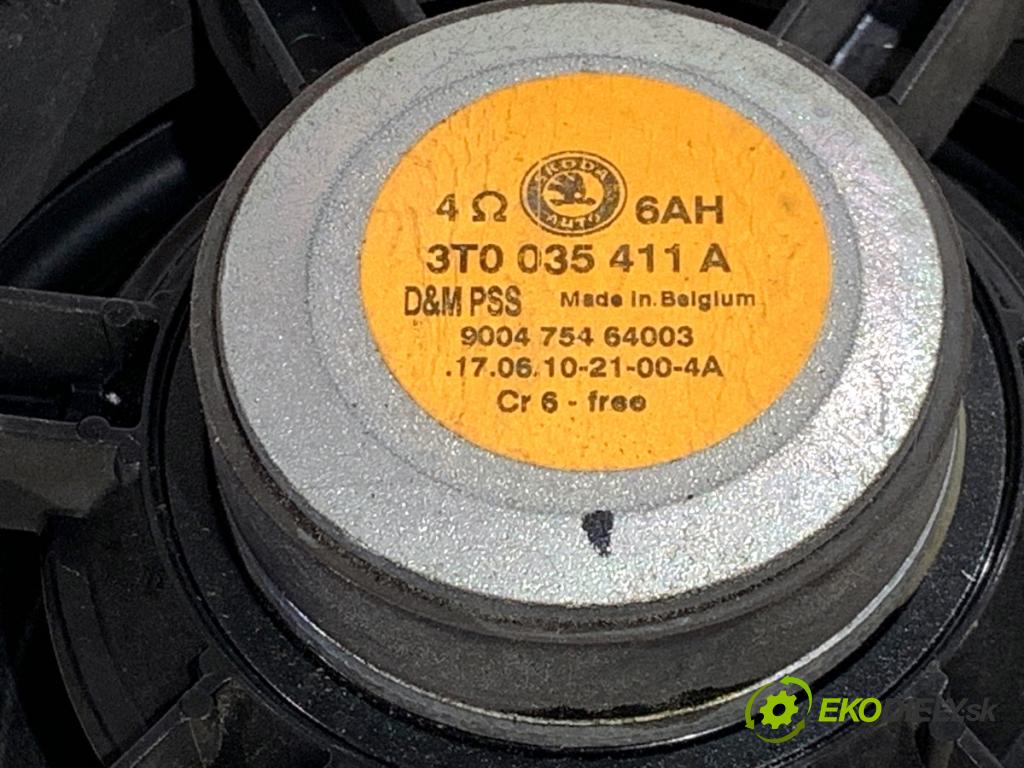 4 Ω ŠKODA AUTO 6AH
3T0 035 411 A
D&M PSS Made in Belgium
9004 754 64003
.17.06.10-21-00-4A
Cr 6 - free
EKODIELY.sk